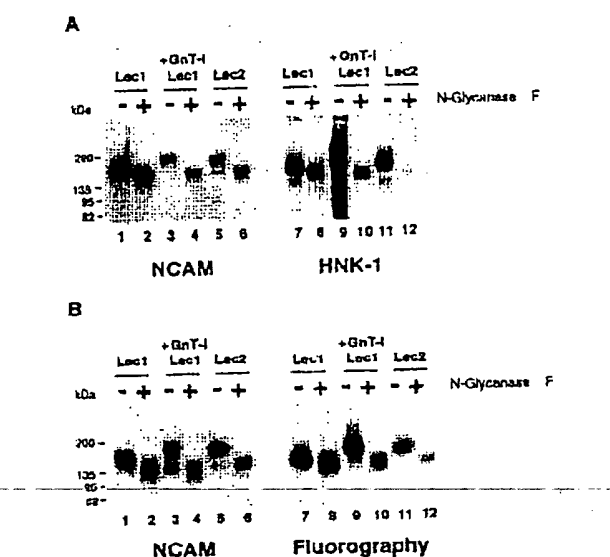 A
+GnT-I +GnT-I
Lec1 Lec1 Lec2 Lec1 Lec1 Lec2
kDa - + - + - + - + - + - + N-Glycanase F
200-
135-
95-
82-
1 2 3 4 5 6 7 8 9 10 11 12
NCAM HNK-1
B
+GnT-I +GnT-I
Lec1 Lec1 Lec2 Lec1 Lec1 Lec2
kDa - + - + - + - + - + - + N-Glycanase F
200-
135-
1 2 3 4 5 6 7 8 9 10 11 12
NCAM Fluorography